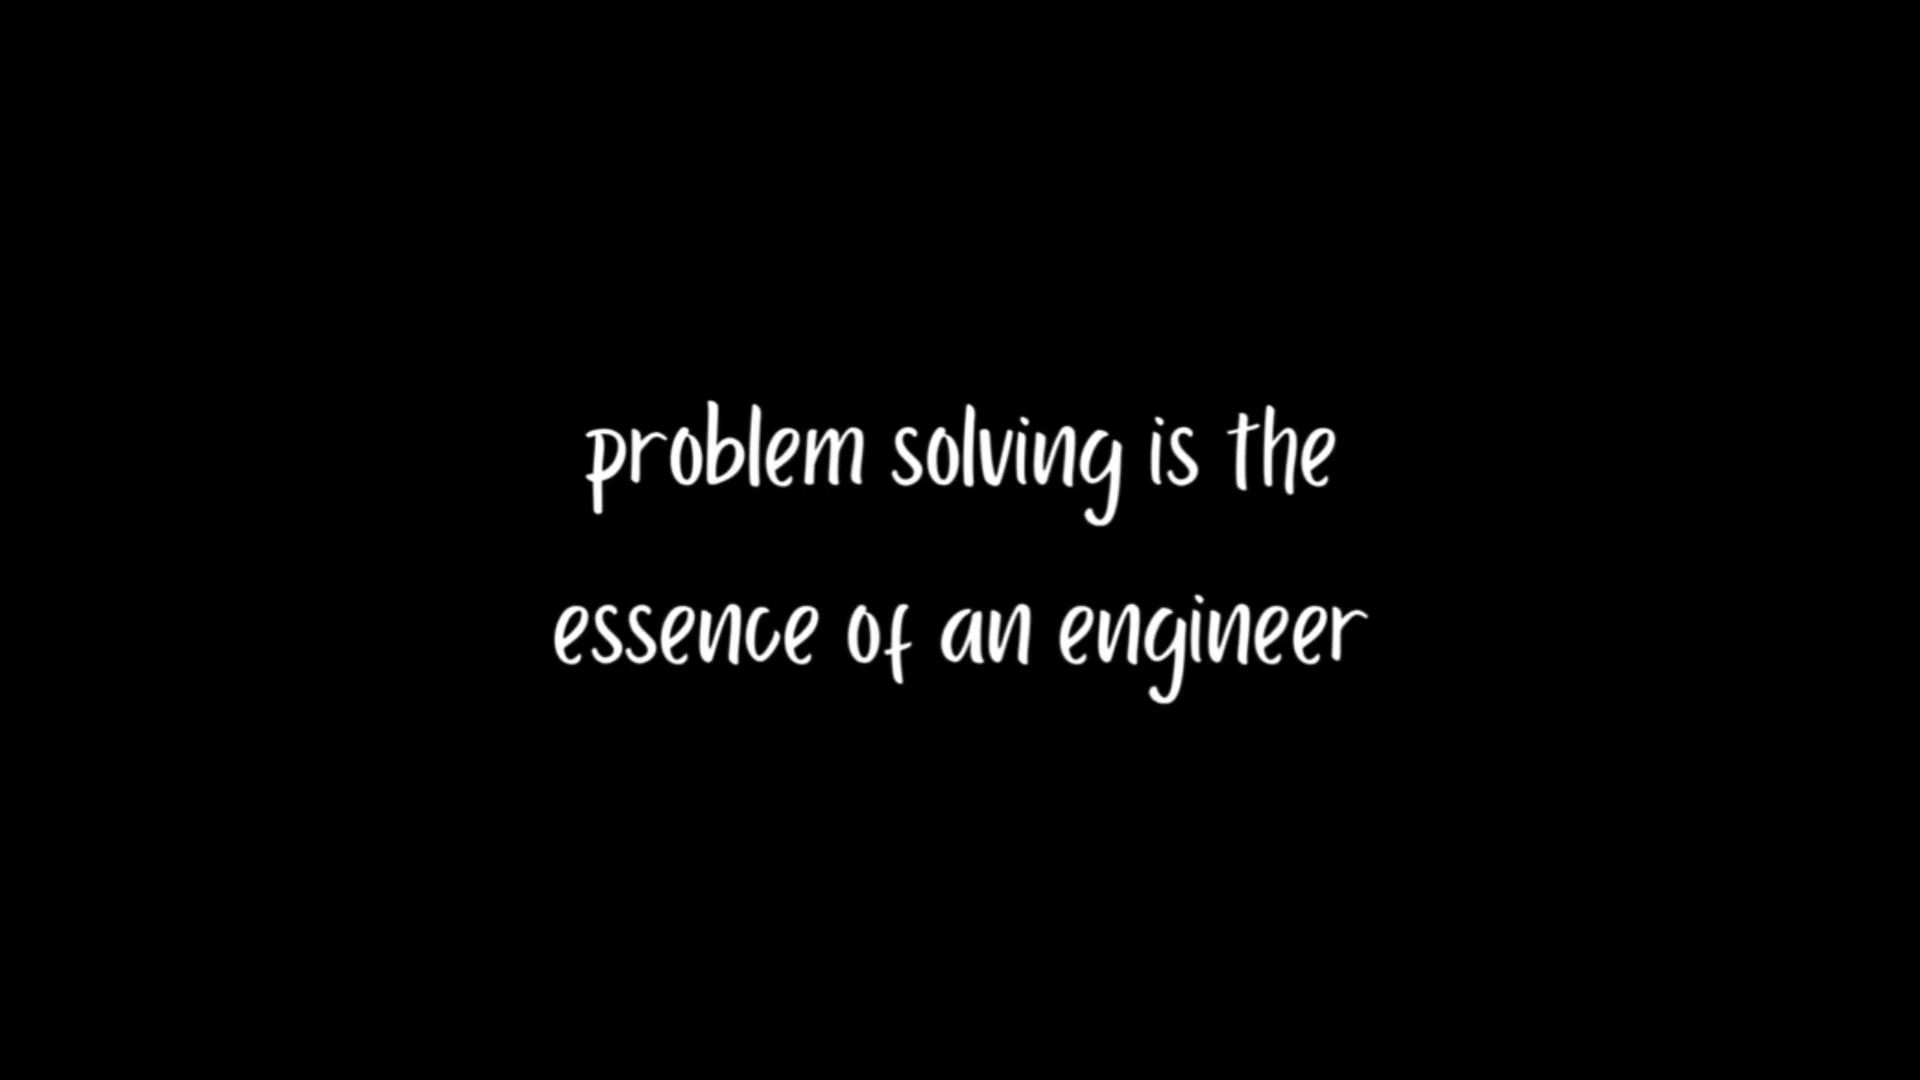 problem solving is the
essence of an engineer